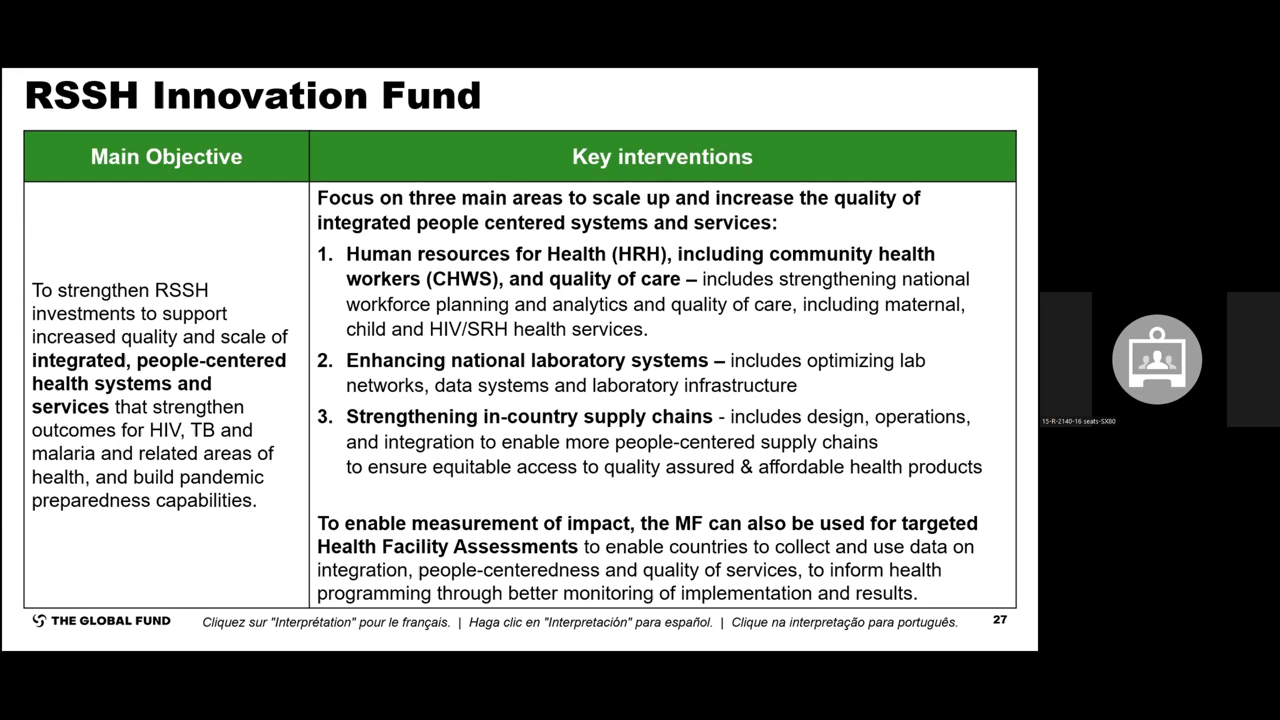 RSSH Innovation Fund
Main Objective
Key interventions
To strengthen RSSH
investments to support
increased quality and scale of
integrated, people-centered
health systems and
services that strengthen
outcomes for HIV, TB and
malaria and related areas of
health, and build pandemic
preparedness capabilities.
Focus on three main areas to scale up and increase the quality of
integrated people centered systems and services:
1. Human resources for Health (HRH), including community health
workers (CHWS), and quality of care – includes strengthening national
workforce planning and analytics and quality of care, including maternal,
child and HIV/SRH health services.
2. Enhancing national laboratory systems – includes optimizing lab
networks, data systems and laboratory infrastructure
3. Strengthening in-country supply chains - includes design, operations,
and integration to enable more people-centered supply chains
to ensure equitable access to quality assured & affordable health products
To enable measurement of impact, the MF can also be used for targeted
Health Facility Assessments to enable countries to collect and use data on
integration, people-centeredness and quality of services, to inform health
programming through better monitoring of implementation and results.
THE GLOBAL FUND
Cliquez sur "Interprétation" pour le français. | Haga clic en "Interpretación" para español. | Clique na interpretação para português.
27
15-R-2140-16 seats-SX80